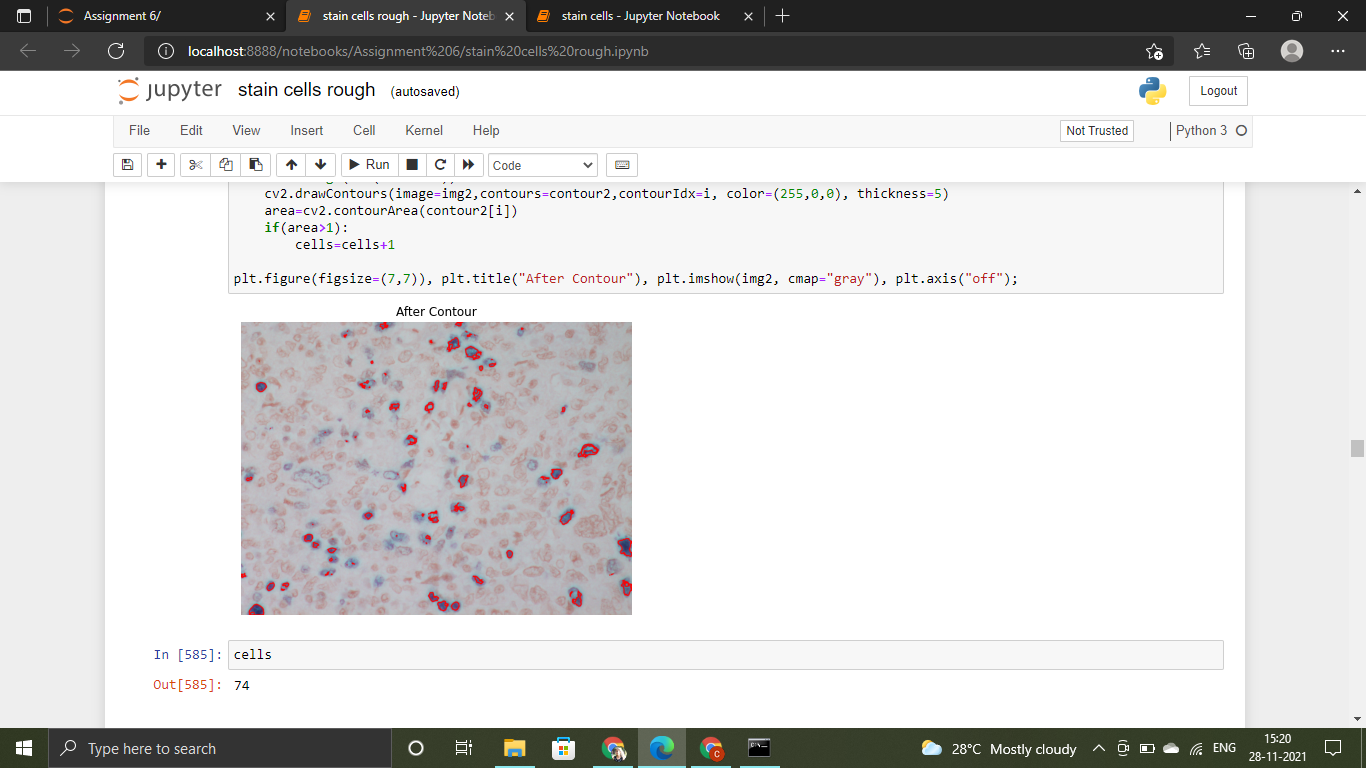 Assignment 6/
stain cells rough - Jupyter Noteb
stain cells - Jupyter Notebook
localhost:8888/notebooks/Assignment%206/stain%20cells%20rough.ipynb
jupyter stain cells rough (autosaved)
Logout
File Edit View Insert Cell Kernel Help
Not Trusted Python 3
Run Code
cv2.drawContours(image=img2,contours=contour2,contourIdx=i, color=(255,0,0), thickness=5)
area=cv2.contourArea(contour2[i])
if(area>1):
cells=cells+1
plt.figure(figsize=(7,7)), plt.title("After Contour"), plt.imshow(img2, cmap="gray"), plt.axis("off");
After Contour
In [585]: cells
Out[585]: 74
Type here to search
28°C Mostly cloudy
ENG
15:20
28-11-2021